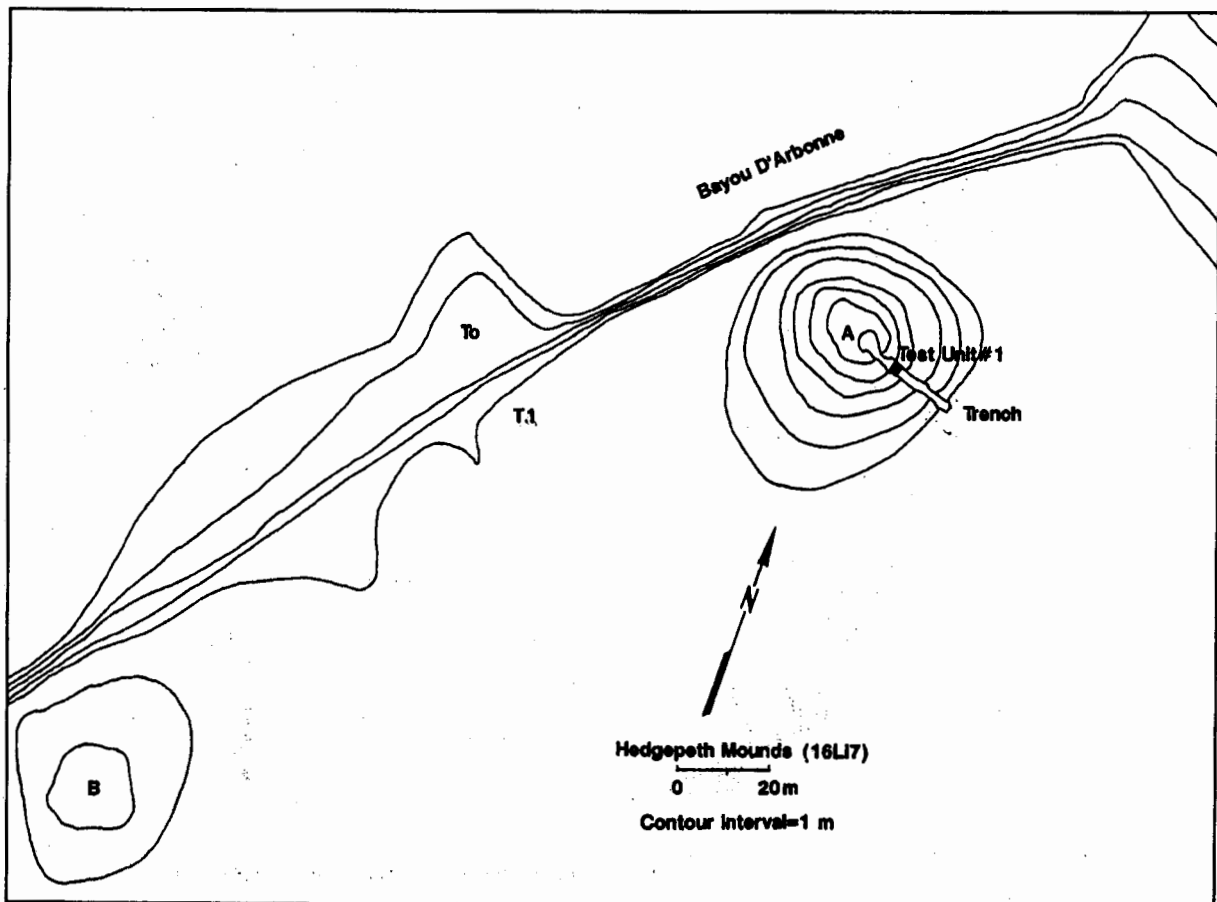 Bayou D'Arbonne
To
A
Test Unit #1
T.1
Trench
N
Hedgepeth Mounds (16LI7)
0 20m
B
Contour Interval=1 m